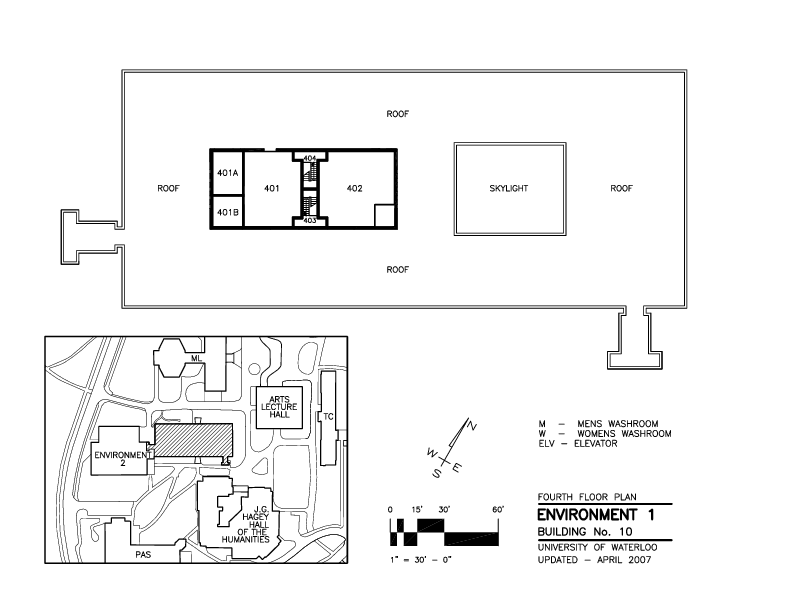 ROOF
404
401A
ROOF
401
402
SKYLIGHT
ROOF
401B
403
ROOF
ML
ARTS
LECTURE
HALL
TC
ENVIRONMENT
2
J.G.
HAGEY
HALL
OF THE
HUMANITIES
PAS
N
W
E
S
M – MENS WASHROOM
W – WOMENS WASHROOM
ELV – ELEVATOR
0 15' 30' 60'
1" = 30' – 0"
FOURTH FLOOR PLAN
ENVIRONMENT 1
BUILDING No. 10
UNIVERSITY OF WATERLOO
UPDATED – APRIL 2007